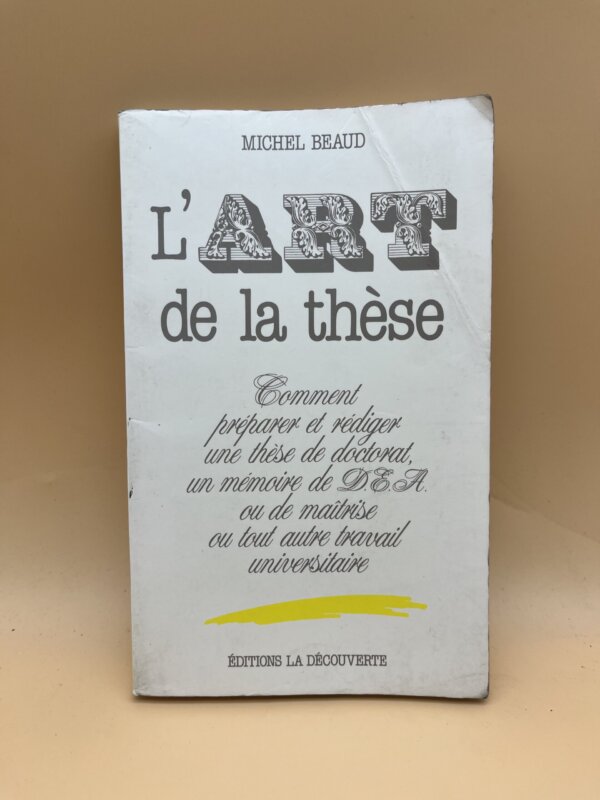 MICHEL BEAUD
L'ART
de la thèse
Comment
préparer et rédiger
une thèse de doctorat,
un mémoire de D.E.A.
ou de maîtrise
ou tout autre travail
universitaire
ÉDITIONS LA DÉCOUVERTE